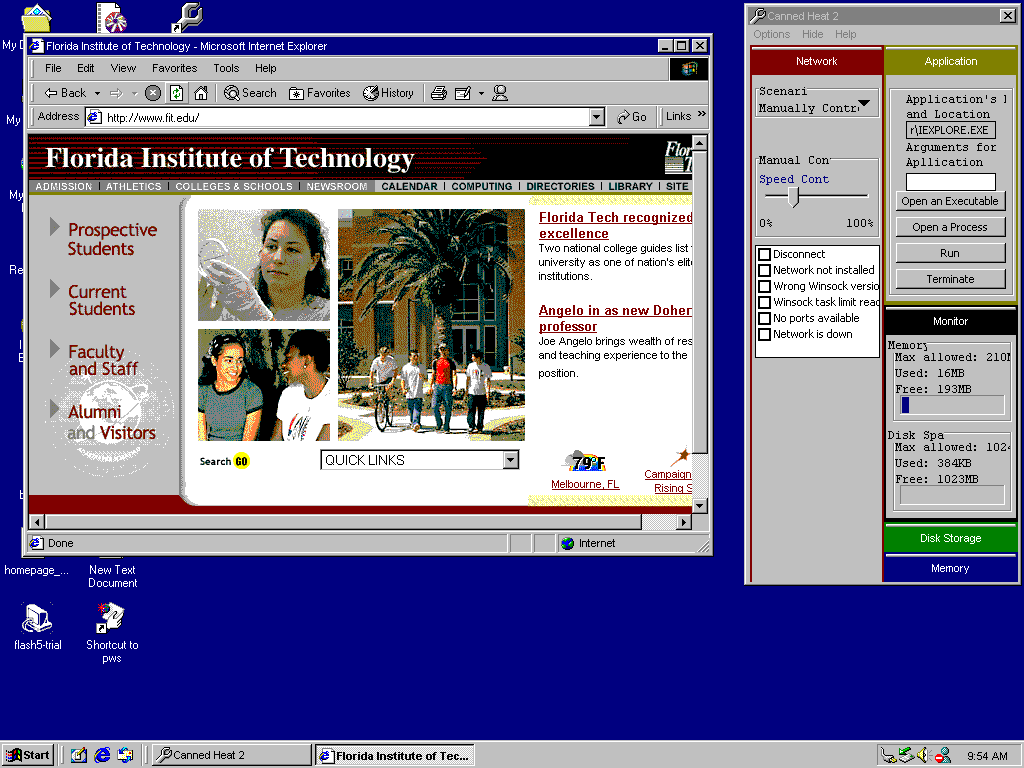 My
My
My
Re
I
E
b
homepage_...
New Text
Document
flash5-trial
Shortcut to
pws
Florida Institute of Technology - Microsoft Internet Explorer
File Edit View Favorites Tools Help
Back Search Favorites History
Address http://www.fit.edu/ Go Links »
Florida Institute of Technology
Flor
ADMISSION | ATHLETICS | COLLEGES & SCHOOLS | NEWSROOM CALENDAR | COMPUTING | DIRECTORIES | LIBRARY | SITE
Prospective
Students
Current
Students
Faculty
and Staff
Alumni
and Visitors
Search GO
QUICK LINKS
Florida Tech recognized
excellence
Two national college guides list
university as one of nation's elite
institutions.
Angelo in as new Doher
professor
Joe Angelo brings wealth of res
and teaching experience to the
position.
79°F
Melbourne, FL
Campaign
Rising S
Done
Internet
Canned Heat 2
Options Hide Help
Network
Scenari
Manually Contr
Manual Con
Speed Cont
0% 100%
Disconnect
Network not installed
Wrong Winsock versio
Winsock task limit reac
No ports available
Network is down
Application
Application's
and Location
r\IEXPLORE.EXE
Arguments for
Apllication
Open an Executable
Open a Process
Run
Terminate
Monitor
Memory
Max allowed: 210M
Used: 16MB
Free: 193MB
Disk Spa
Max allowed: 1024
Used: 384KB
Free: 1023MB
Disk Storage
Memory
Start
Canned Heat 2
Florida Institute of Tec...
9:54 AM